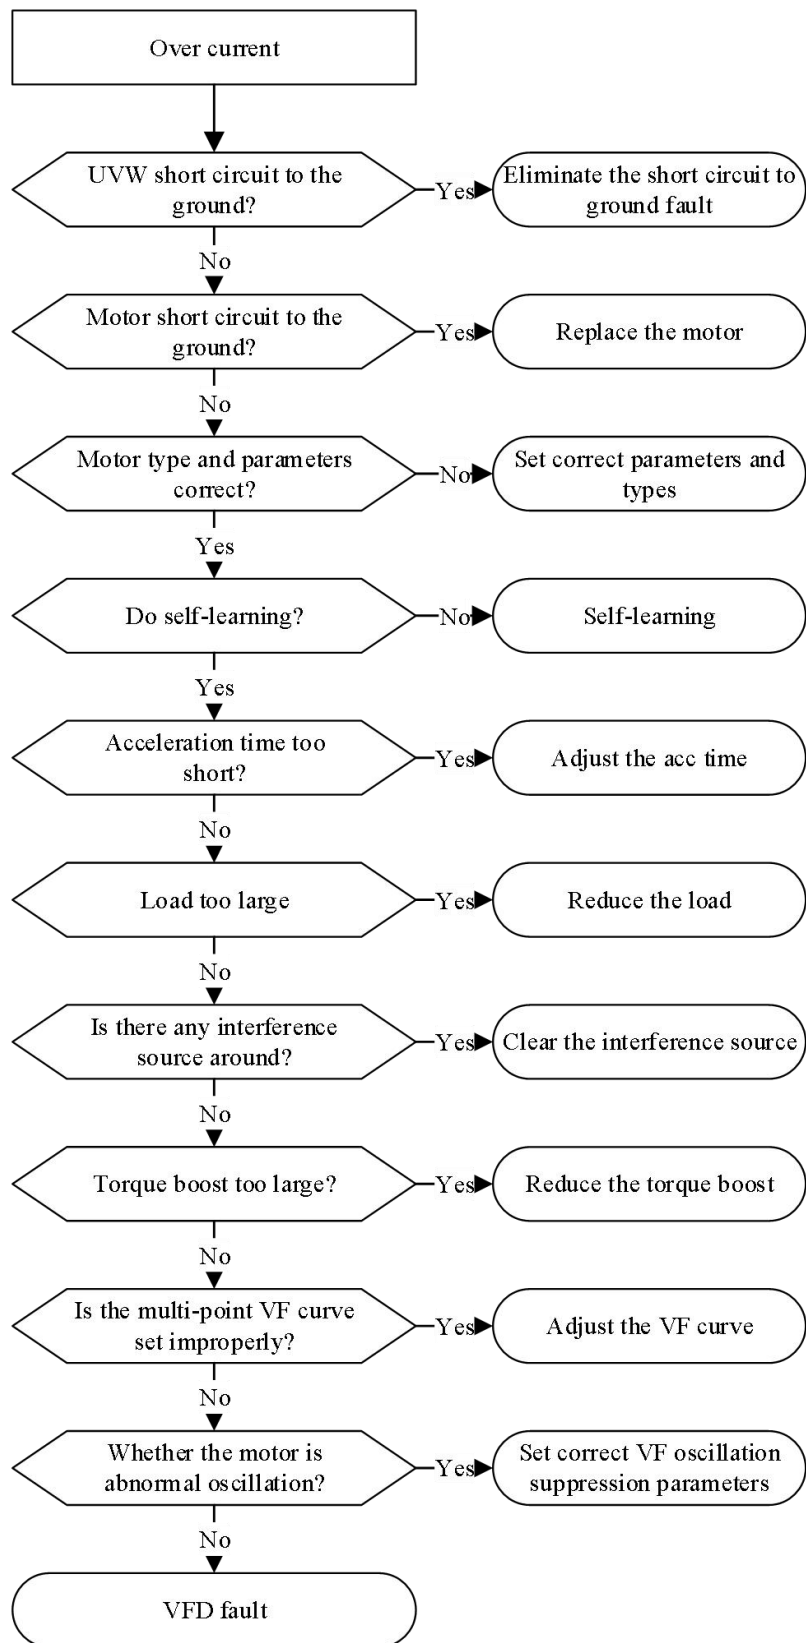 Over current
UVW short circuit to the
ground?
Yes
Eliminate the short circuit to
ground fault
No
Motor short circuit to the
ground?
Yes
Replace the motor
No
Motor type and parameters
correct?
No
Set correct parameters and
types
Yes
Do self-learning?
No
Self-learning
Yes
Acceleration time too
short?
Yes
Adjust the acc time
No
Load too large
Yes
Reduce the load
No
Is there any interference
source around?
Yes
Clear the interference source
No
Torque boost too large?
Yes
Reduce the torque boost
No
Is the multi-point VF curve
set improperly?
Yes
Adjust the VF curve
No
Whether the motor is
abnormal oscillation?
Yes
Set correct VF oscillation
suppression parameters
No
VFD fault